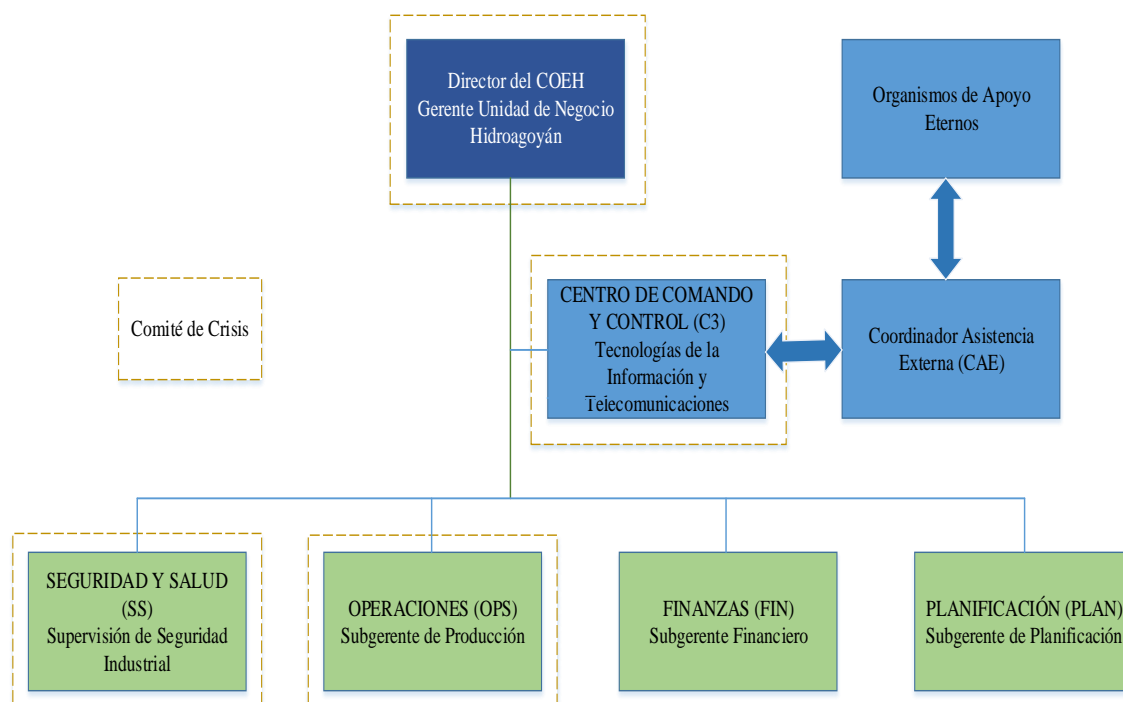 Director del COEH
Gerente Unidad de Negocio
Hidroagoyán
Organismos de Apoyo
Eternos
Comité de Crisis
CENTRO DE COMANDO
Y CONTROL (C3)
Tecnologías de la
Información y
Telecomunicaciones
Coordinador Asistencia
Externa (CAE)
SEGURIDAD Y SALUD
(SS)
Supervisión de Seguridad
Industrial
OPERACIONES (OPS)
Subgerente de Producción
FINANZAS (FIN)
Subgerente Financiero
PLANIFICACIÓN (PLAN)
Subgerente de Planificación